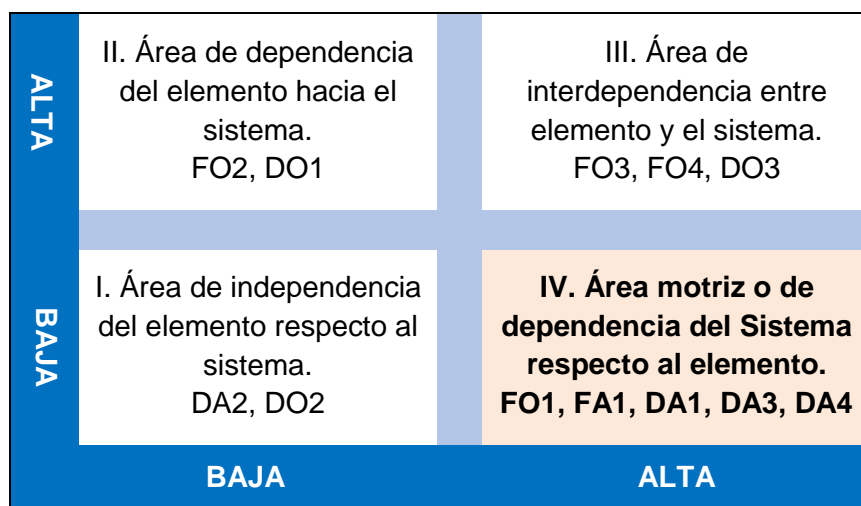 ALTA
II. Área de dependencia
del elemento hacia el
sistema.
FO2, DO1
III. Área de
interdependencia entre
elemento y el sistema.
FO3, FO4, DO3
BAJA
I. Área de independencia
del elemento respecto al
sistema.
DA2, DO2
IV. Área motriz o de
dependencia del Sistema
respecto al elemento.
FO1, FA1, DA1, DA3, DA4
BAJA
ALTA